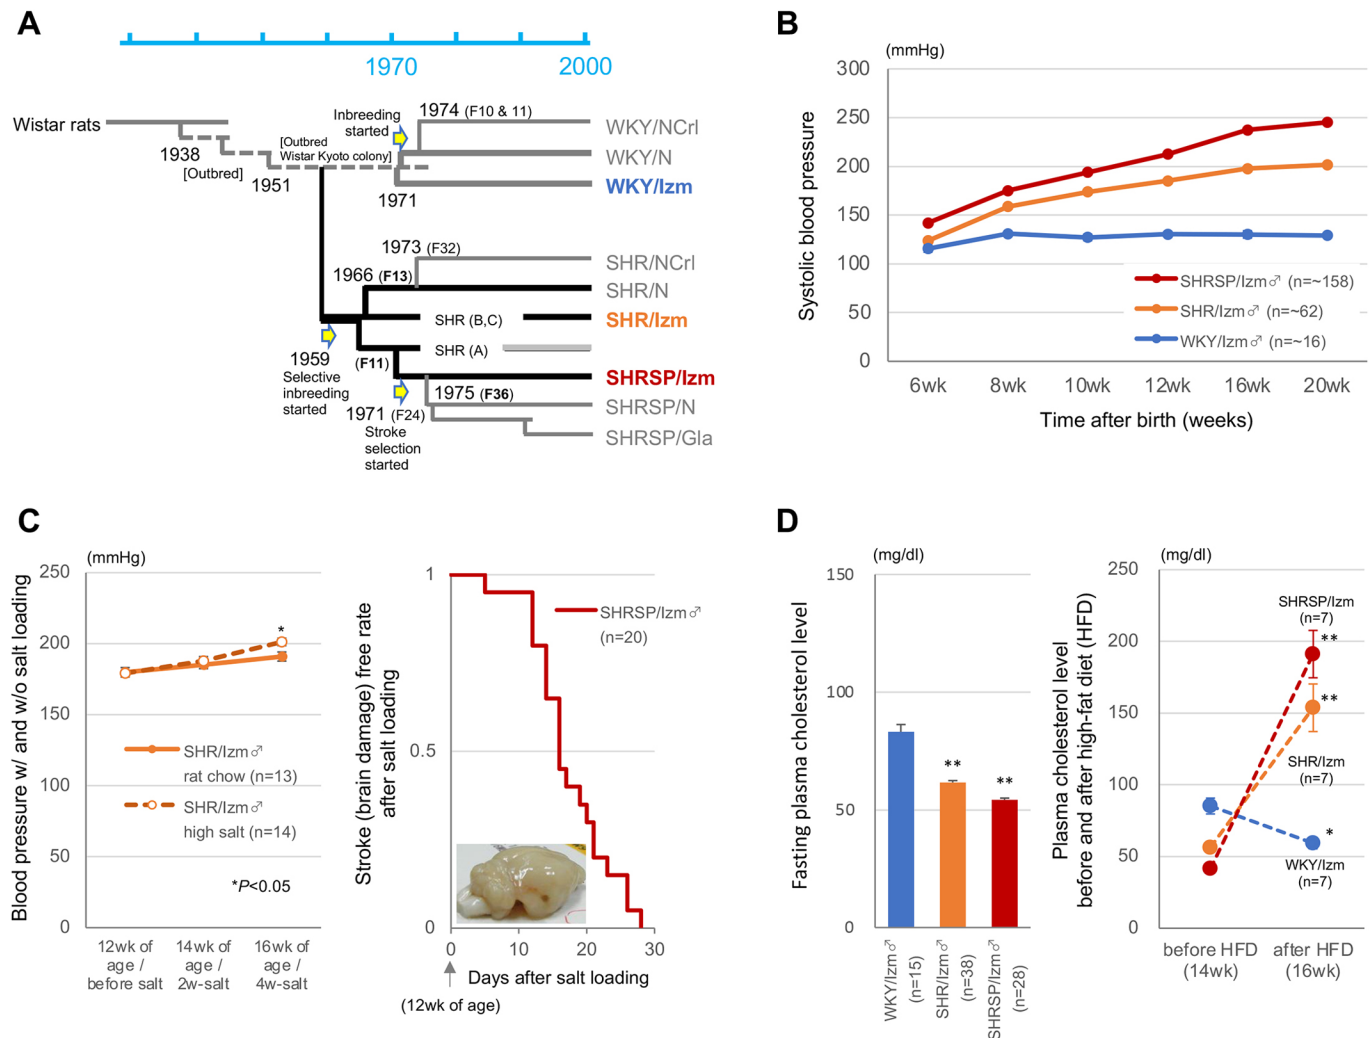 A
1970
2000
Wistar rats
1938
[Outbred]
1951
[Outbred
Wistar Kyoto colony]
Inbreeding
started
1974 (F10 & 11)
WKY/NCrl
WKY/N
WKY/Izm
1971
1973 (F32)
SHR/NCrl
1966 (F13)
SHR/N
SHR (B,C)
SHR/Izm
1959
Selective
inbreeding
started
(F11)
SHR (A)
SHRSP/Izm
1975 (F36)
1971 (F24)
Stroke
selection
started
SHRSP/N
SHRSP/Gla
B
(mmHg)
Systolic blood pressure
300
250
200
150
100
50
0
SHRSP/Izm♂ (n=~158)
SHR/Izm♂ (n=~62)
WKY/Izm♂ (n=~16)
6wk 8wk 10wk 12wk 16wk 20wk
Time after birth (weeks)
C
(mmHg)
Blood pressure w/ and w/o salt loading
250
200
150
100
50
0
*
SHR/Izm♂
rat chow (n=13)
SHR/Izm♂
high salt (n=14)
*P<0.05
12wk of
age /
before salt
14wk of
age /
2w-salt
16wk of
age /
4w-salt
Stroke (brain damage) free rate
after salt loading
1
0.5
0
SHRSP/Izm♂
(n=20)
0 10 20 30
Days after salt loading
(12wk of age)
D
(mg/dl)
Fasting plasma cholesterol level
150
100
50
0
**
**
WKY/Izm♂
(n=15)
SHR/Izm♂
(n=38)
SHRSP/Izm♂
(n=28)
(mg/dl)
Plasma cholesterol level
before and after high-fat diet (HFD)
250
200
150
100
50
0
SHRSP/Izm
(n=7)
**
**
SHR/Izm
(n=7)
*
WKY/Izm
(n=7)
before HFD
(14wk)
after HFD
(16wk)